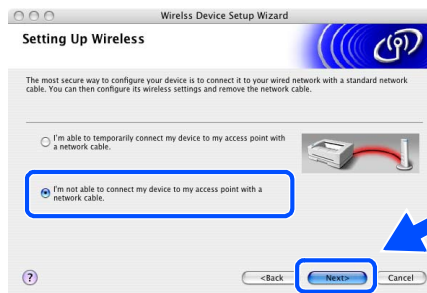 Wirelss Device Setup Wizard
Setting Up Wireless
The most secure way to configure your device is to connect it to your wired network with a standard network
cable. You can then configure its wireless settings and remove the network cable.
I'm able to temporarily connect my device to my access point with
a network cable.
I'm not able to connect my device to my access point with a
network cable.
?
<Back
Next>
Cancel